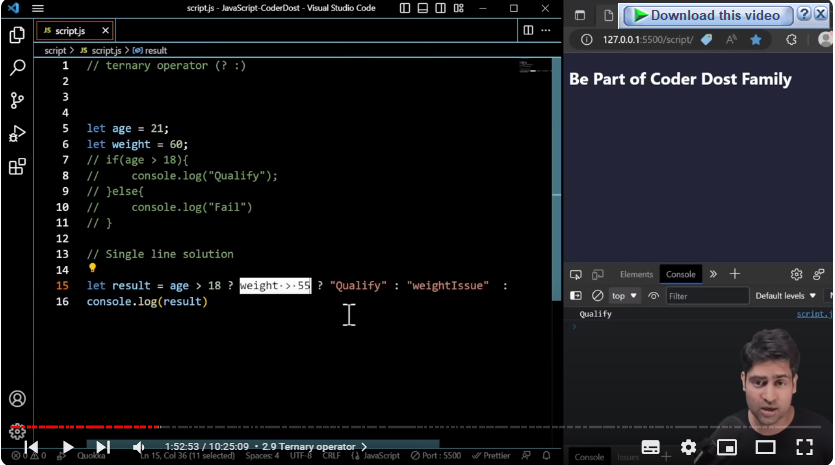 script.js - JavaScript-CoderDost - Visual Studio Code
JS script.js
script > JS script.js > result
1 // ternary operator (? :)
2
3
4
5 let age = 21;
6 let weight = 60;
7 // if(age > 18){
8 //     console.log("Qualify");
9 // }else{
10 //     console.log("Fail")
11 // }
12
13 // Single line solution
14
15 let result = age > 18 ? weight > 55 ? "Qualify" : "weightIssue"  :
16 console.log(result)
Download this video
127.0.0.1:5500/script/
Be Part of Coder Dost Family
Elements Console
top Filter Default levels
Qualify script.j
1:52:53 / 10:25:09 • 2.9 Ternary operator
0 0 Quokka Ln 15, Col 36 (11 selected) Spaces: 4 UTF-8 CRLF JavaScript Port : 5500 Prettier
Console Issues